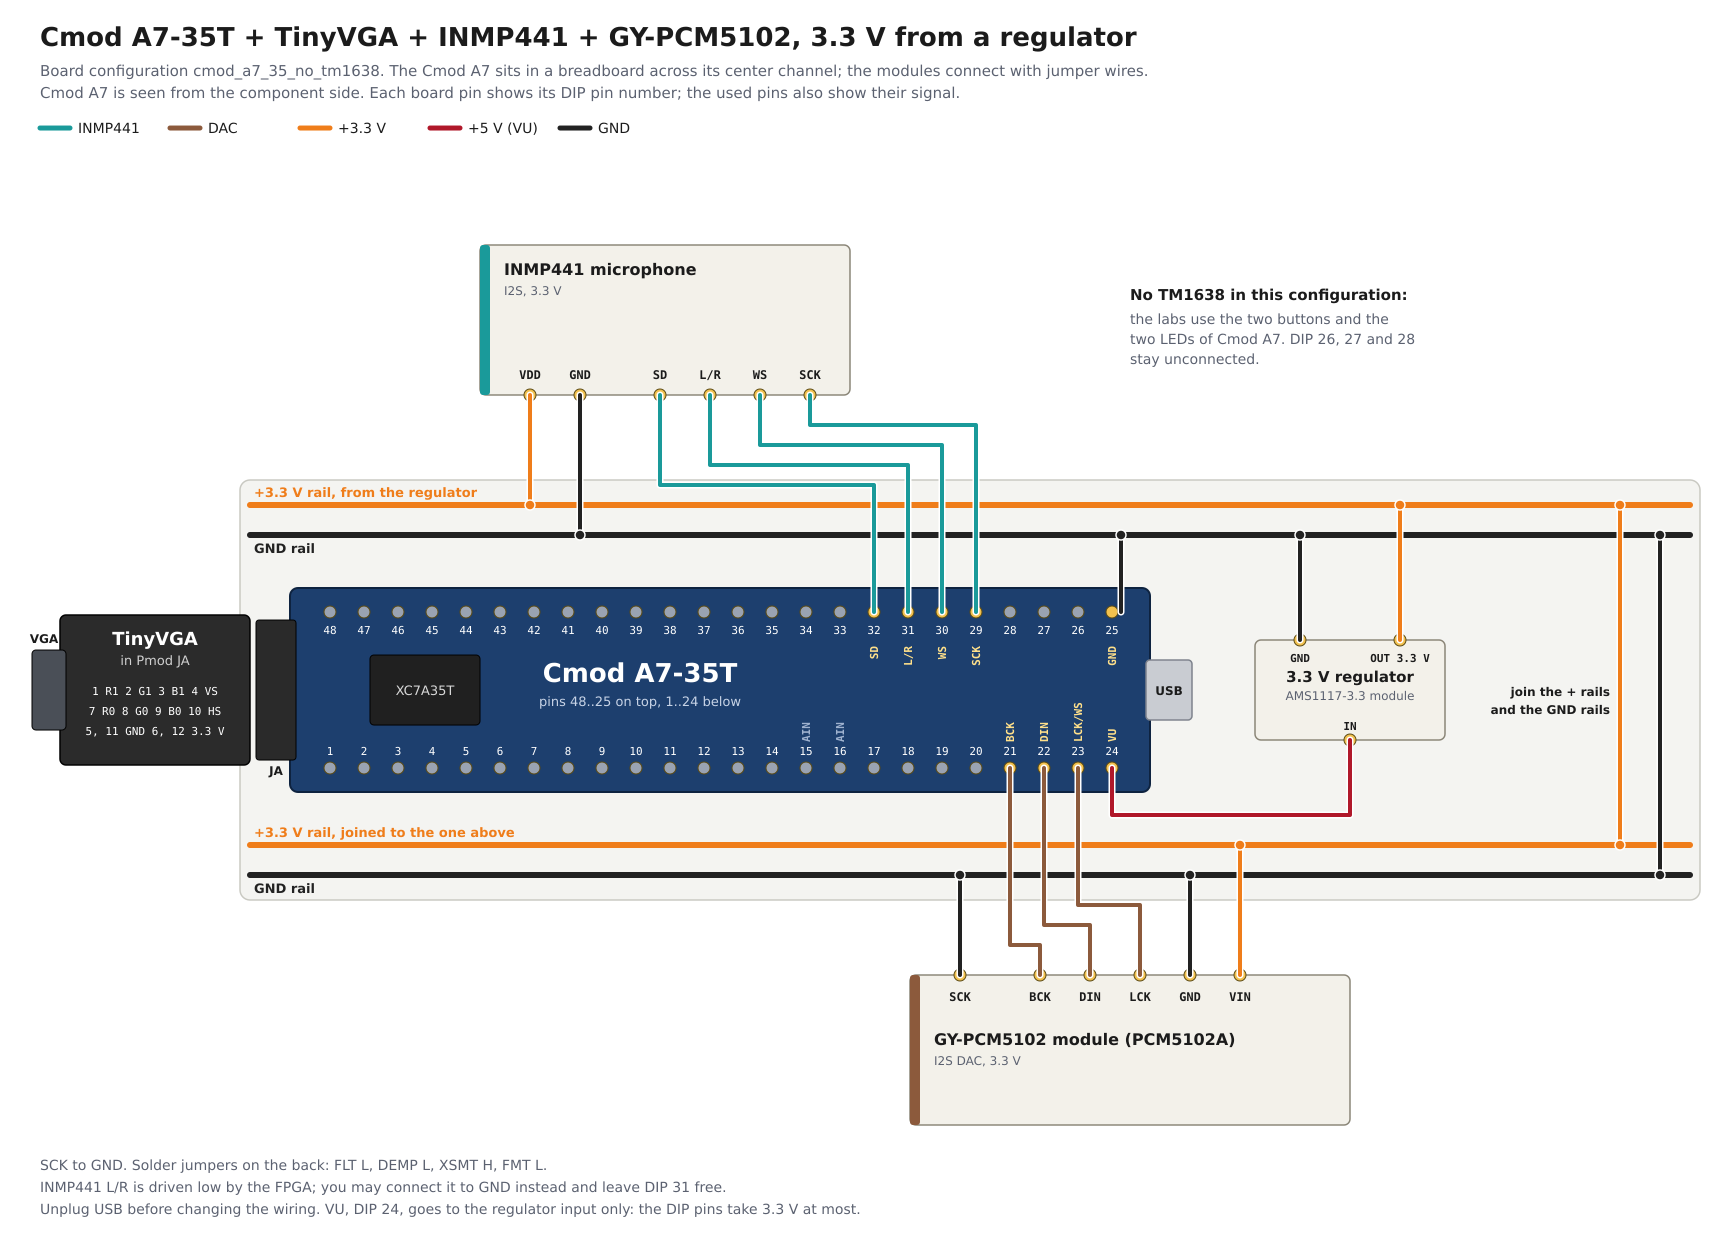 Cmod A7-35T + TinyVGA + INMP441 + GY-PCM5102, 3.3 V from a regulator
Board configuration cmod_a7_35_no_tm1638. The Cmod A7 sits in a breadboard across its center channel; the modules connect with jumper wires.
Cmod A7 is seen from the component side. Each board pin shows its DIP pin number; the used pins also show their signal.
INMP441 DAC +3.3 V +5 V (VU) GND
INMP441 microphone
I2S, 3.3 V
VDD GND SD L/R WS SCK
No TM1638 in this configuration:
the labs use the two buttons and the
two LEDs of Cmod A7. DIP 26, 27 and 28
stay unconnected.
+3.3 V rail, from the regulator
GND rail
VGA
TinyVGA
in Pmod JA
1 R1 2 G1 3 B1 4 VS
7 R0 8 G0 9 B0 10 HS
5, 11 GND 6, 12 3.3 V
JA
48 47 46 45 44 43 42 41 40 39 38 37 36 35 34 33 32 31 30 29 28 27 26 25
SD L/R WS SCK GND
XC7A35T
Cmod A7-35T
pins 48..25 on top, 1..24 below
USB
AIN AIN BCK DIN LCK/WS VU
1 2 3 4 5 6 7 8 9 10 11 12 13 14 15 16 17 18 19 20 21 22 23 24
GND OUT 3.3 V
3.3 V regulator
AMS1117-3.3 module
IN
join the + rails
and the GND rails
+3.3 V rail, joined to the one above
GND rail
SCK BCK DIN LCK GND VIN
GY-PCM5102 module (PCM5102A)
I2S DAC, 3.3 V
SCK to GND. Solder jumpers on the back: FLT L, DEMP L, XSMT H, FMT L.
INMP441 L/R is driven low by the FPGA; you may connect it to GND instead and leave DIP 31 free.
Unplug USB before changing the wiring. VU, DIP 24, goes to the regulator input only: the DIP pins take 3.3 V at most.